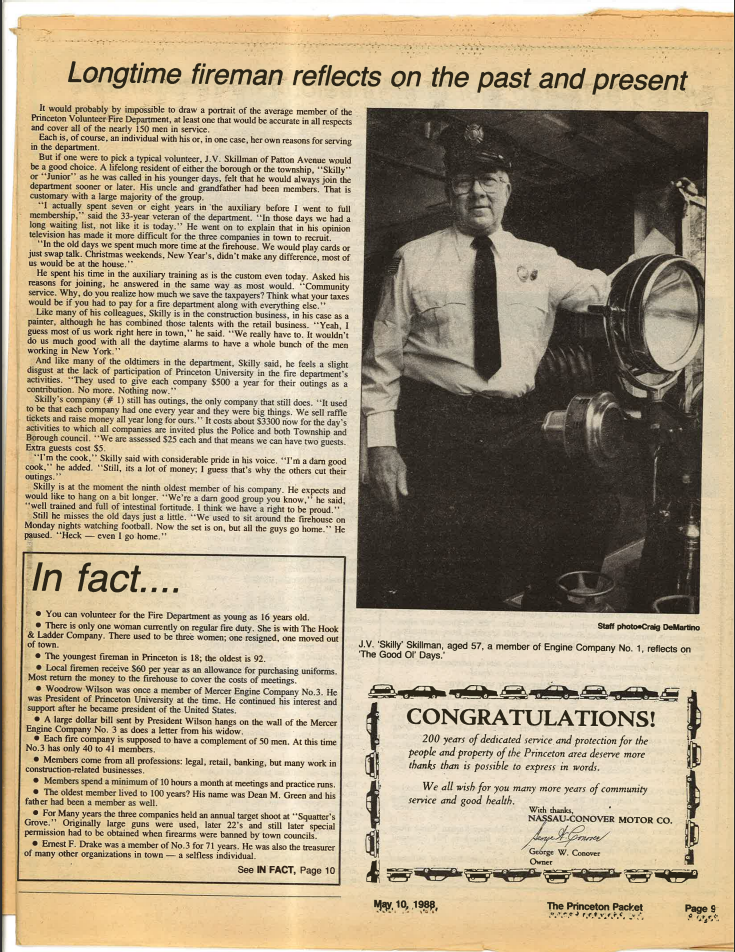 Longtime fireman reflects on the past and present
It would probably by impossible to draw a portrait of the average member of the
Princeton Volunteer Fire Department, at least one that would be accurate in all respects
and cover all of the nearly 150 men in service.
Each is, of course, an individual with his or, in one case, her own reasons for serving
in the department.
But if one were to pick a typical volunteer, J.V. Skillman of Patton Avenue would
be a good choice. A lifelong resident of either the borough or the township, "Skilly"
or "Junior" as he was called in his younger days, felt that he would always join the
department sooner or later. His uncle and grandfather had been members. That is
customary with a large majority of the group.
"I actually spent seven or eight years in the auxiliary before I went to full
membership," said the 33-year veteran of the department. "In those days we had a
long waiting list, not like it is today." He went on to explain that in his opinion
television has made it more difficult for the three companies in town to recruit.
"In the old days we spent much more time at the firehouse. We would play cards or
just swap talk. Christmas weekends, New Year's, didn't make any difference, most of
us would be at the house."
He spent his time in the auxiliary training as is the custom even today. Asked his
reasons for joining, he answered in the same way as most would. "Community
service. Why, do you realize how much we save the taxpayers? Think what your taxes
would be if you had to pay for a fire department along with everything else."
Like many of his colleagues, Skilly is in the construction business, in his case as a
painter, although he has combined those talents with the retail business. "Yeah, I
guess most of us work right here in town," he said. "We really have to. It wouldn't
do us much good with all the daytime alarms to have a whole bunch of the men
working in New York."
And like many of the oldtimers in the department, Skilly said, he feels a slight
disgust at the lack of participation of Princeton University in the fire department's
activities. "They used to give each company $500 a year for their outings as a
contribution. No more. Nothing now."
Skilly's company (# 1) still has outings, the only company that still does. "It used
to be that each company had one every year and they were big things. We sell raffle
tickets and raise money all year long for ours." It costs about $3300 now for the day's
activities to which all companies are invited plus the Police and both Township and
Borough council. "We are assessed $25 each and that means we can have two guests.
Extra guests cost $5.
"I'm the cook," Skilly said with considerable pride in his voice. "I'm a darn good
cook," he added. "Still, its a lot of money; I guess that's why the others cut their
outings."
Skilly is at the moment the ninth oldest member of his company. He expects and
would like to hang on a bit longer. "We're a darn good group you know," he said,
"well trained and full of intestinal fortitude. I think we have a right to be proud."
Still he misses the old days just a little. "We used to sit around the firehouse on
Monday nights watching football. Now the set is on, but all the guys go home." He
paused. "Heck — even I go home."
In fact....
● You can volunteer for the Fire Department as young as 16 years old.
● There is only one woman currently on regular fire duty. She is with The Hook
& Ladder Company. There used to be three women; one resigned, one moved out
of town.
● The youngest fireman in Princeton is 18; the oldest is 92.
● Local firemen receive $60 per year as an allowance for purchasing uniforms.
Most return the money to the firehouse to cover the costs of meetings.
● Woodrow Wilson was once a member of Mercer Engine Company No.3. He
was President of Princeton University at the time. He continued his interest and
support after he became president of the United States.
● A large dollar bill sent by President Wilson hangs on the wall of the Mercer
Engine Company No. 3 as does a letter from his widow.
● Each fire company is supposed to have a complement of 50 men. At this time
No.3 has only 40 to 41 members.
● Members come from all professions: legal, retail, banking, but many work in
construction-related businesses.
● Members spend a minimum of 10 hours a month at meetings and practice runs.
● The oldest member lived to 100 years? His name was Dean M. Green and his
father had been a member as well.
● For Many years the three companies held an annual target shoot at "Squatter's
Grove." Originally large guns were used, later 22's and still later special
permission had to be obtained when firearms were banned by town councils.
● Ernest F. Drake was a member of No.3 for 71 years. He was also the treasurer
of many other organizations in town — a selfless individual.
See IN FACT, Page 10
Staff photo●Craig DeMartino
J.V. 'Skilly' Skillman, aged 57, a member of Engine Company No. 1, reflects on
'The Good Ol' Days.'
CONGRATULATIONS!
200 years of dedicated service and protection for the
people and property of the Princeton area deserve more
thanks than is possible to express in words.
We all wish for you many more years of community
service and good health.
With thanks,
NASSAU-CONOVER MOTOR CO.
George W. Conover
George W. Conover
Owner
May 10, 1988
The Princeton Packet
Page 9